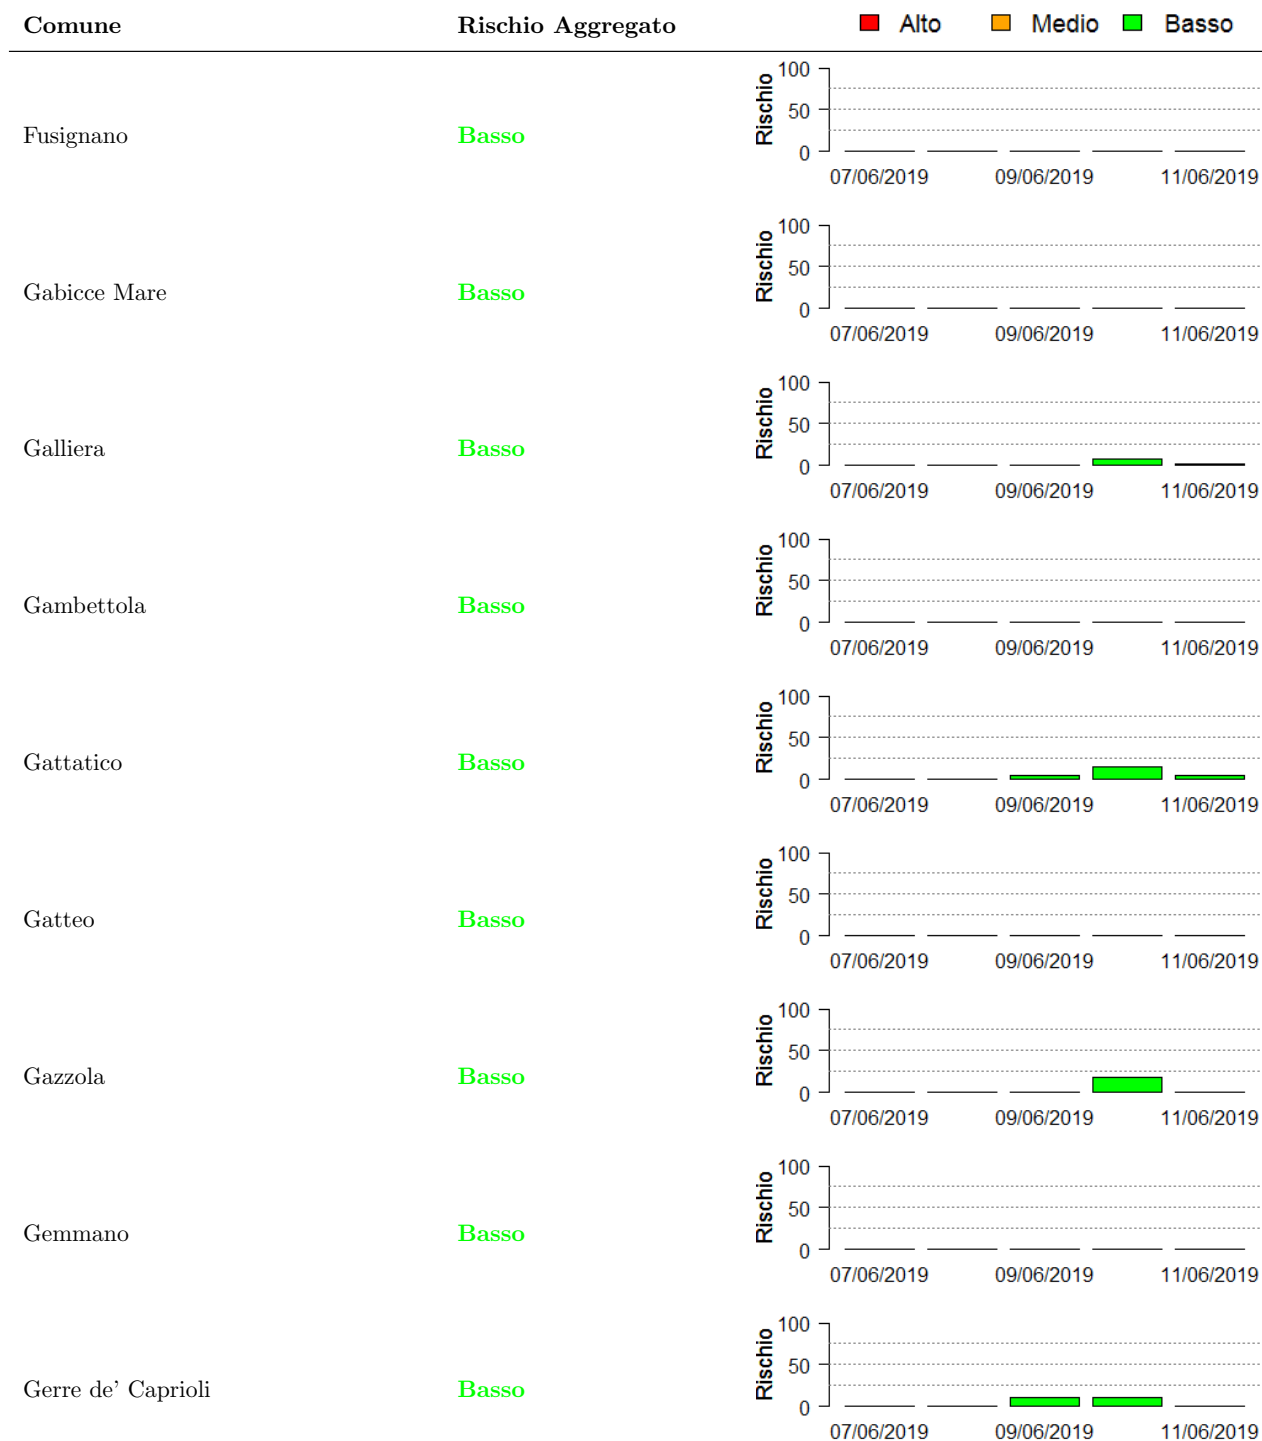 Comune Rischio Aggregato Alto Medio Basso
Fusignano Basso
Rischio
100
50
0
07/06/2019 09/06/2019 11/06/2019
Gabicce Mare Basso
Rischio
100
50
0
07/06/2019 09/06/2019 11/06/2019
Galliera Basso
Rischio
100
50
0
07/06/2019 09/06/2019 11/06/2019
Gambettola Basso
Rischio
100
50
0
07/06/2019 09/06/2019 11/06/2019
Gattatico Basso
Rischio
100
50
0
07/06/2019 09/06/2019 11/06/2019
Gatteo Basso
Rischio
100
50
0
07/06/2019 09/06/2019 11/06/2019
Gazzola Basso
Rischio
100
50
0
07/06/2019 09/06/2019 11/06/2019
Gemmano Basso
Rischio
100
50
0
07/06/2019 09/06/2019 11/06/2019
Gerre de' Caprioli Basso
Rischio
100
50
0
07/06/2019 09/06/2019 11/06/2019